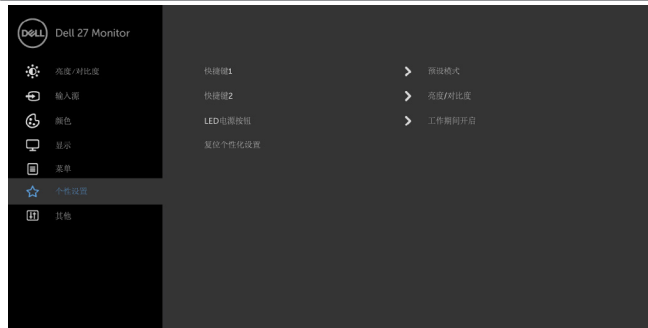 DELL
Dell 27 Monitor
亮度/对比度
快捷键1
预设模式
输入源
快捷键2
亮度/对比度
颜色
LED电源按钮
工作期间开启
显示
复位个性化设置
菜单
个性设置
其他